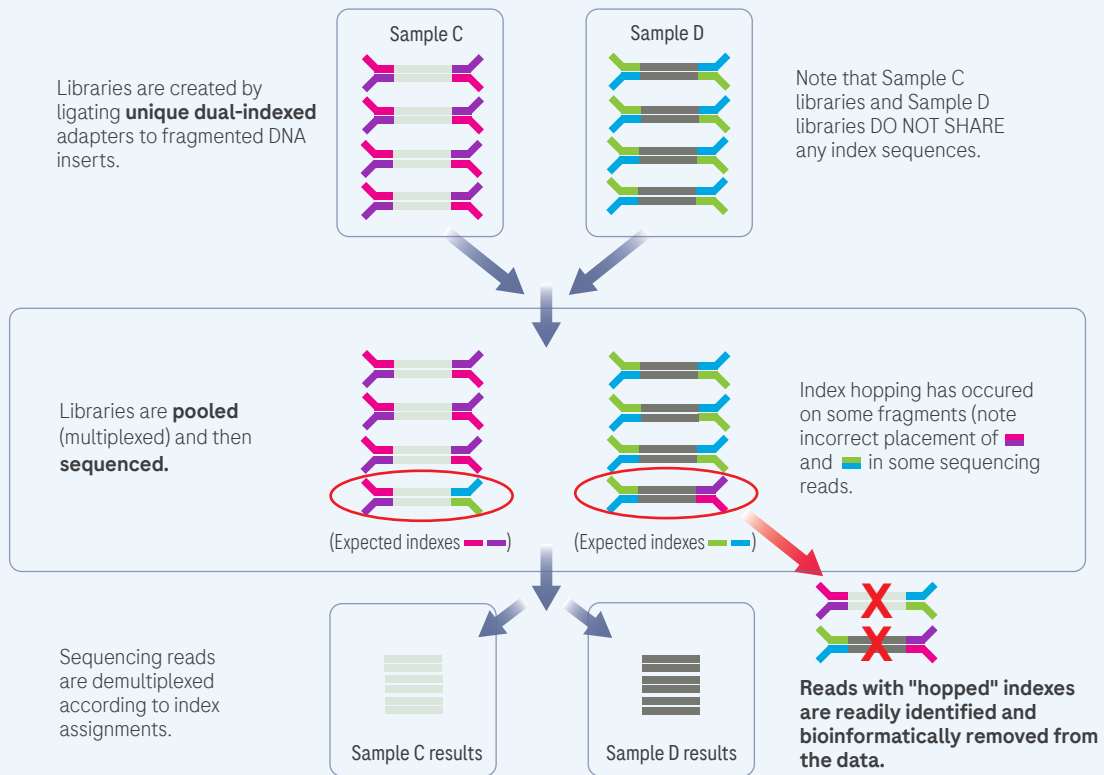 Sample C
Sample D
Libraries are created by
ligating unique dual-indexed
adapters to fragmented DNA
inserts.
Note that Sample C
libraries and Sample D
libraries DO NOT SHARE
any index sequences.
Libraries are pooled
(multiplexed) and then
sequenced.
Index hopping has occured
on some fragments (note
incorrect placement of
and in some sequencing
reads.
(Expected indexes )
(Expected indexes )
Sequencing reads
are demultiplexed
according to index
assignments.
Sample C results
Sample D results
X
X
Reads with "hopped" indexes
are readily identified and
bioinformatically removed from
the data.